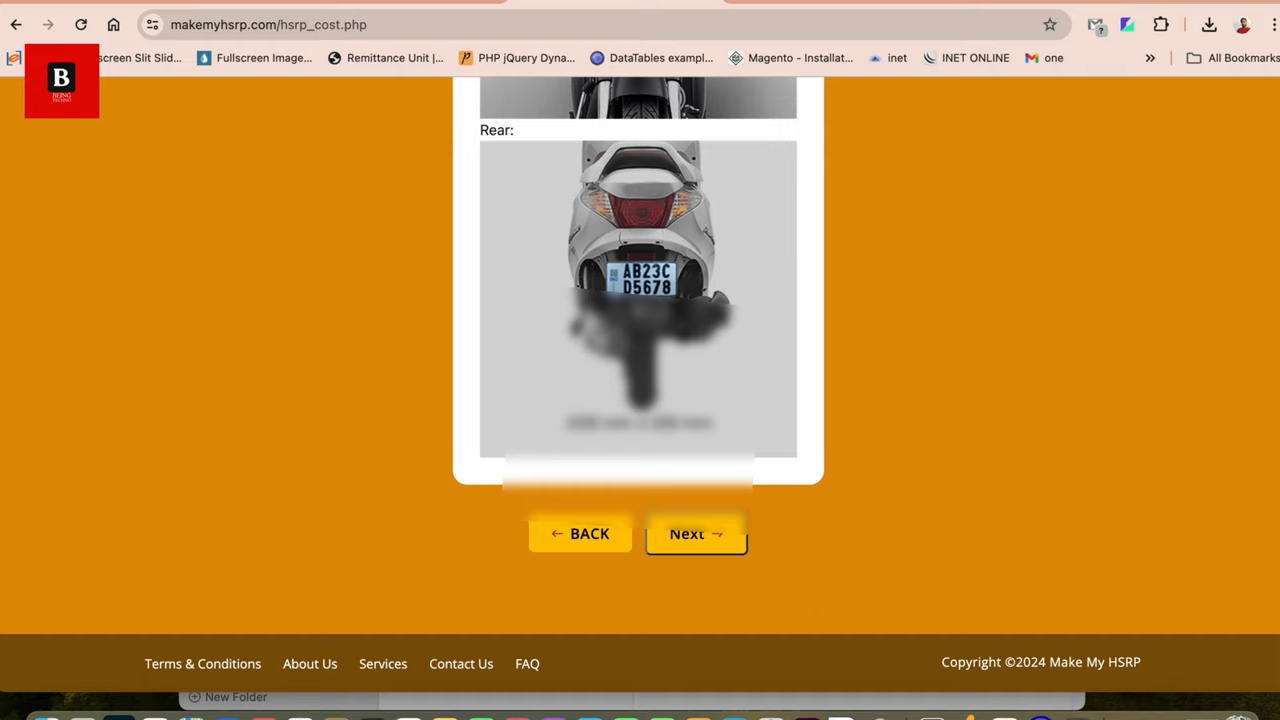 makemyhsrp.com/hsrp_cost.php
screen Slit Slid...
Fullscreen Image...
Remittance Unit |...
PHP jQuery Dyna...
DataTables exampl...
Magento - Installat...
inet
INET ONLINE
one
»
All Bookmarks
B
BEING
TECHNO
Rear:
AB23C
D5678
← BACK
Next →
Terms & Conditions
About Us
Services
Contact Us
FAQ
Copyright ©2024 Make My HSRP
New Folder